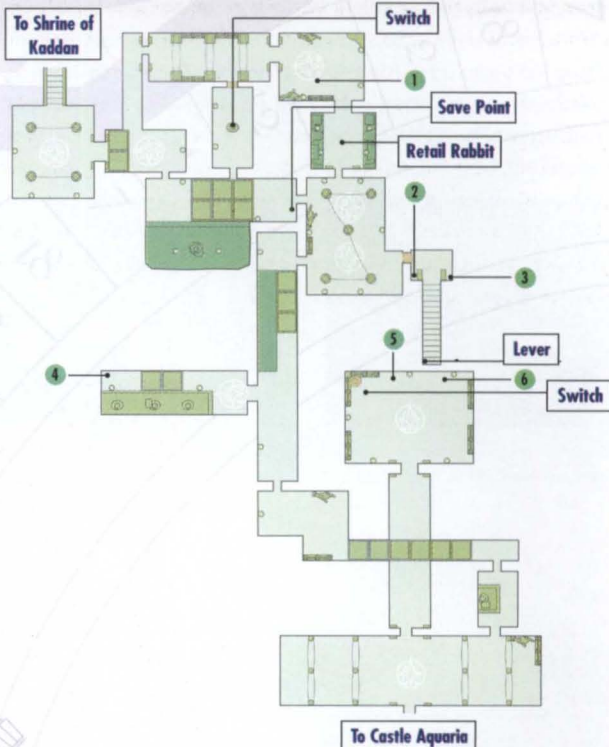 To Shrine of
Kaddan
Switch
1
Save Point
Retail Rabbit
2
3
Lever
4
5
6
Switch
To Castle Aquaria